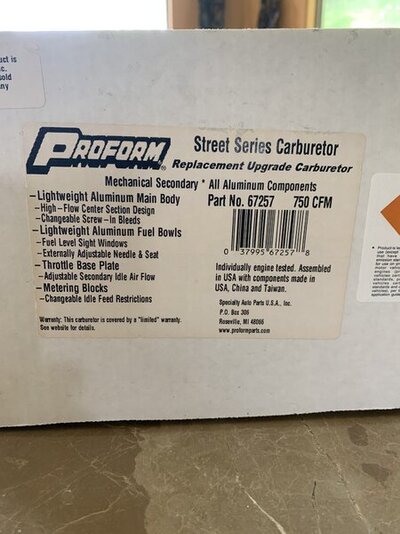 uct is
c.
sold
ny
PROFORM®
Street Series Carburetor
Replacement Upgrade Carburetor
Mechanical Secondary * All Aluminum Components
–Lightweight Aluminum Main Body
–High-Flow Center Section Design
–Changeable Screw-In Bleeds
–Lightweight Aluminum Fuel Bowls
–Fuel Level Sight Windows
–Externally Adjustable Needle & Seat
–Throttle Base Plate
–Adjustable Secondary Idle Air Flow
–Metering Blocks
–Changeable Idle Feed Restrictions
Warranty: This carburetor is covered by a "limited" warranty.
See website for details.
Part No. 67257 750 CFM
0 37995 67257 8
Individually engine tested. Assembled
in USA with components made in
USA, China and Taiwan.
Specialty Auto Parts U.S.A., Inc.
P.O. Box 306
Roseville, MI 48066
www.proformparts.com